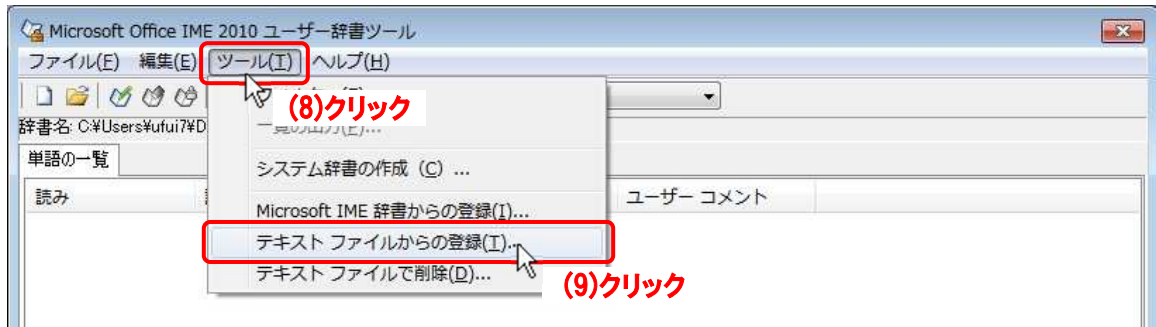 Microsoft Office IME 2010 ユーザー辞書ツール
ファイル(F) 編集(E) ツール(T) ヘルプ(H)
(8)クリック
辞書名: C:¥Users¥ufui7¥D
一覧の出力(P)...
単語の一覧
システム辞書の作成 (C) ...
読み
ユーザー コメント
Microsoft IME 辞書からの登録(I)...
テキスト ファイルからの登録(T)...
テキスト ファイルで削除(D)...
(9)クリック